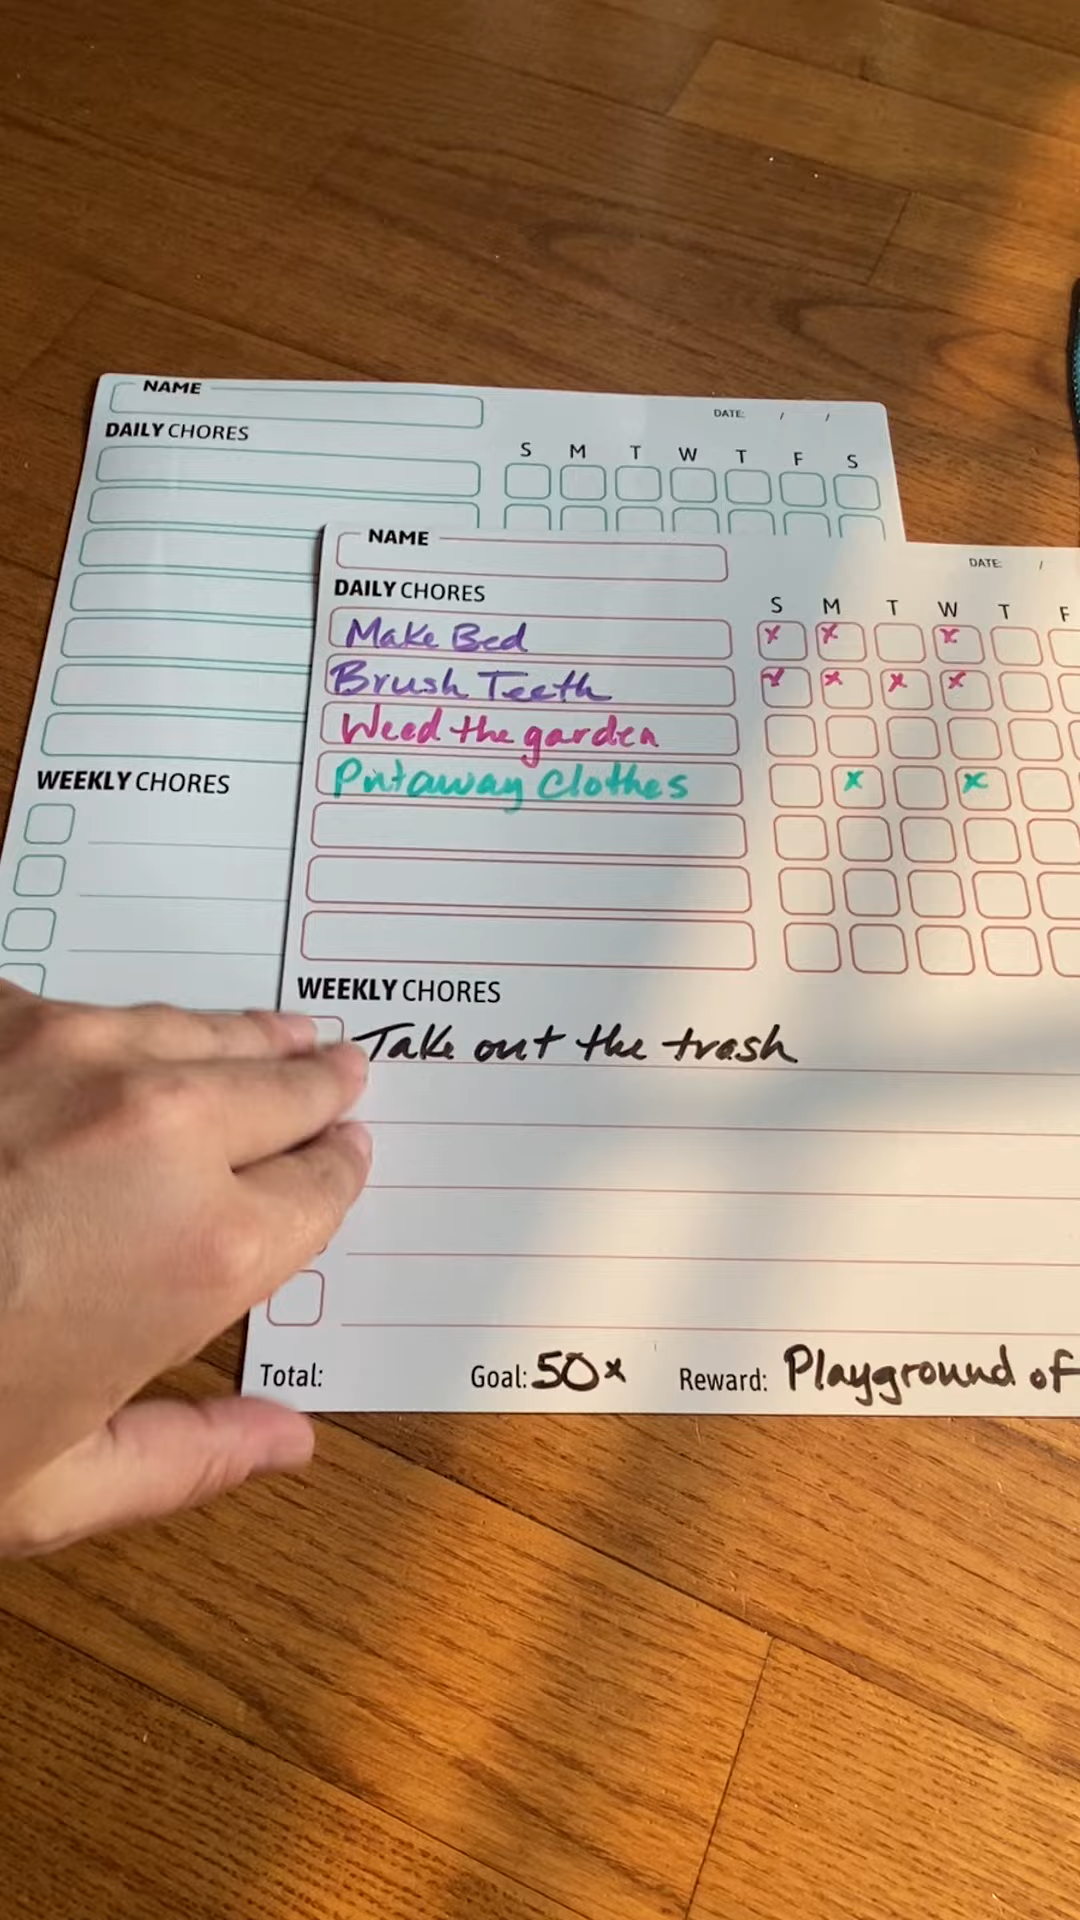 NAME
DATE: / /
DAILY CHORES
S M T W T F S
WEEKLY CHORES
NAME
DATE: /
DAILY CHORES
S M T W T F
Make Bed x x x
Brush Teeth x x x x
Weed the garden
Putaway Clothes x x
WEEKLY CHORES
Take out the trash
Total: Goal: 50x Reward: Playground of